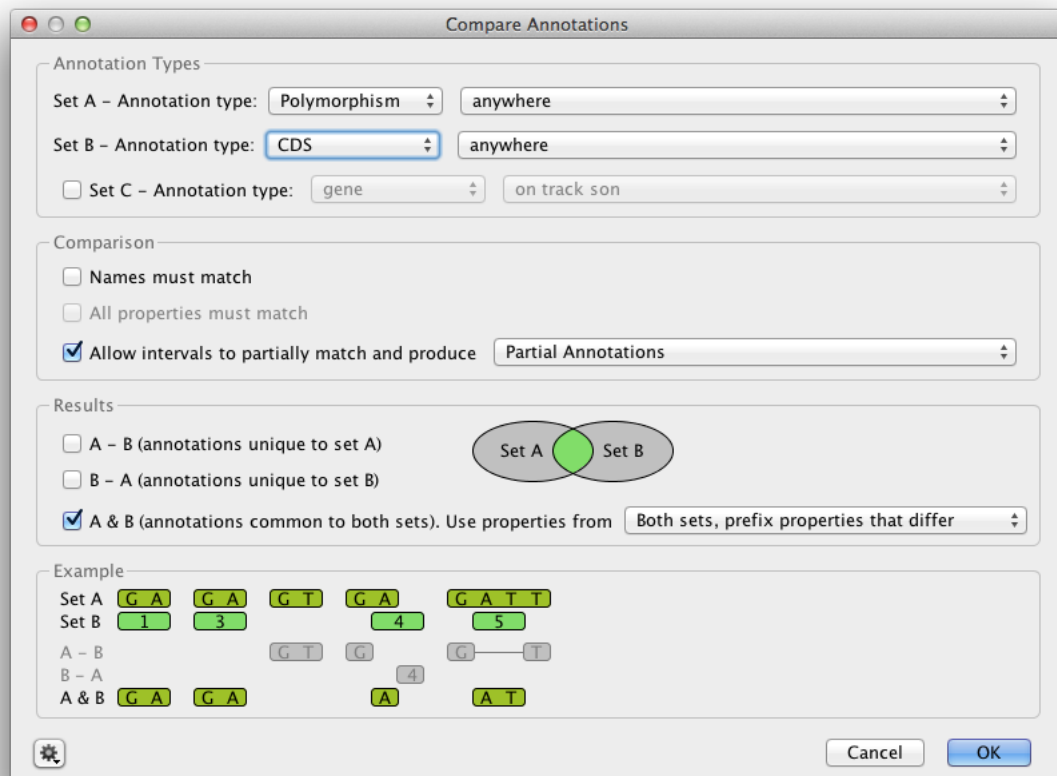 Compare Annotations
Annotation Types
Set A – Annotation type: Polymorphism anywhere
Set B – Annotation type: CDS anywhere
Set C – Annotation type: gene on track son
Comparison
Names must match
All properties must match
Allow intervals to partially match and produce Partial Annotations
Results
A – B (annotations unique to set A)
Set A Set B
B – A (annotations unique to set B)
A & B (annotations common to both sets). Use properties from Both sets, prefix properties that differ
Example
Set A G A G A G T G A G A T T
Set B 1 3 4 5
A – B G T G G T
B – A 4
A & B G A G A A A T
Cancel OK